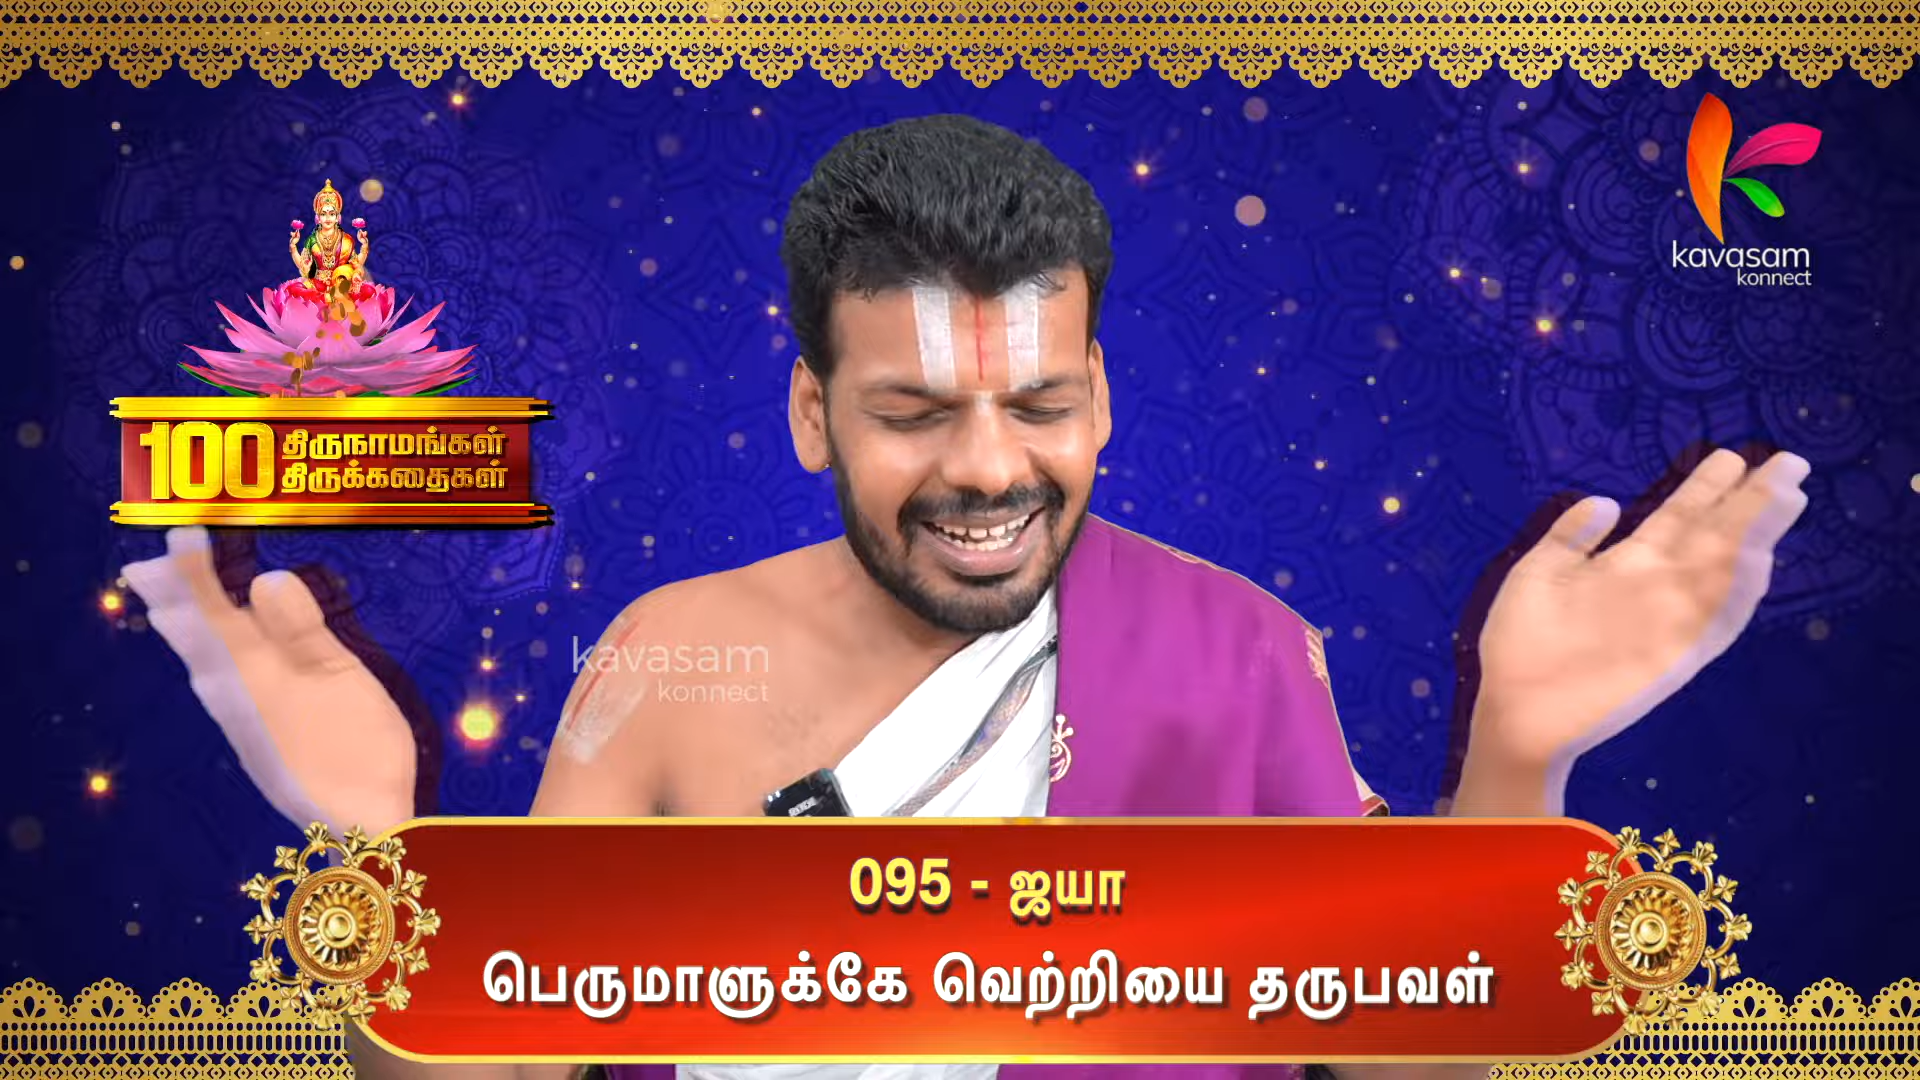 kavasam
konnect
100 திருநாமங்கள்
திருக்கதைகள்
kavasam
konnect
095 - ஜயா
பெருமாளுக்கே வெற்றியை தருபவள்